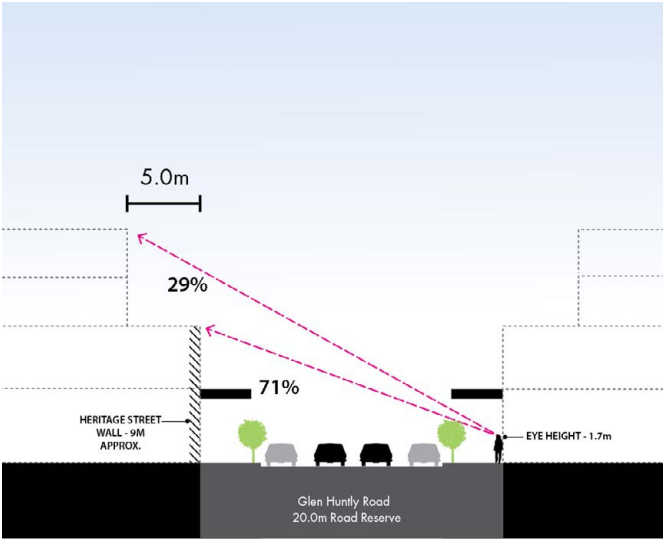 5.0m
29%
71%
HERITAGE STREET
WALL - 9M
APPROX.
EYE HEIGHT - 1.7m
Glen Huntly Road
20.0m Road Reserve